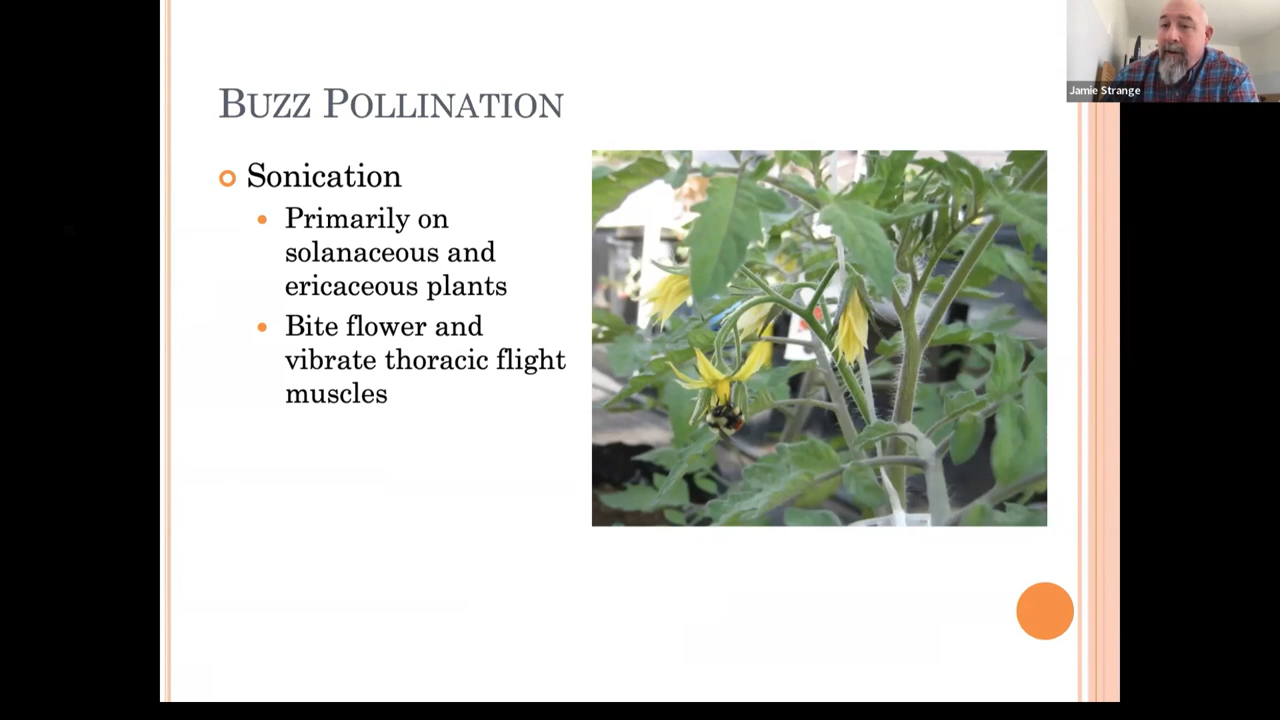 Jamie Strange
BUZZ POLLINATION
Sonication
Primarily on
solanaceous and
ericaceous plants
Bite flower and
vibrate thoracic flight
muscles